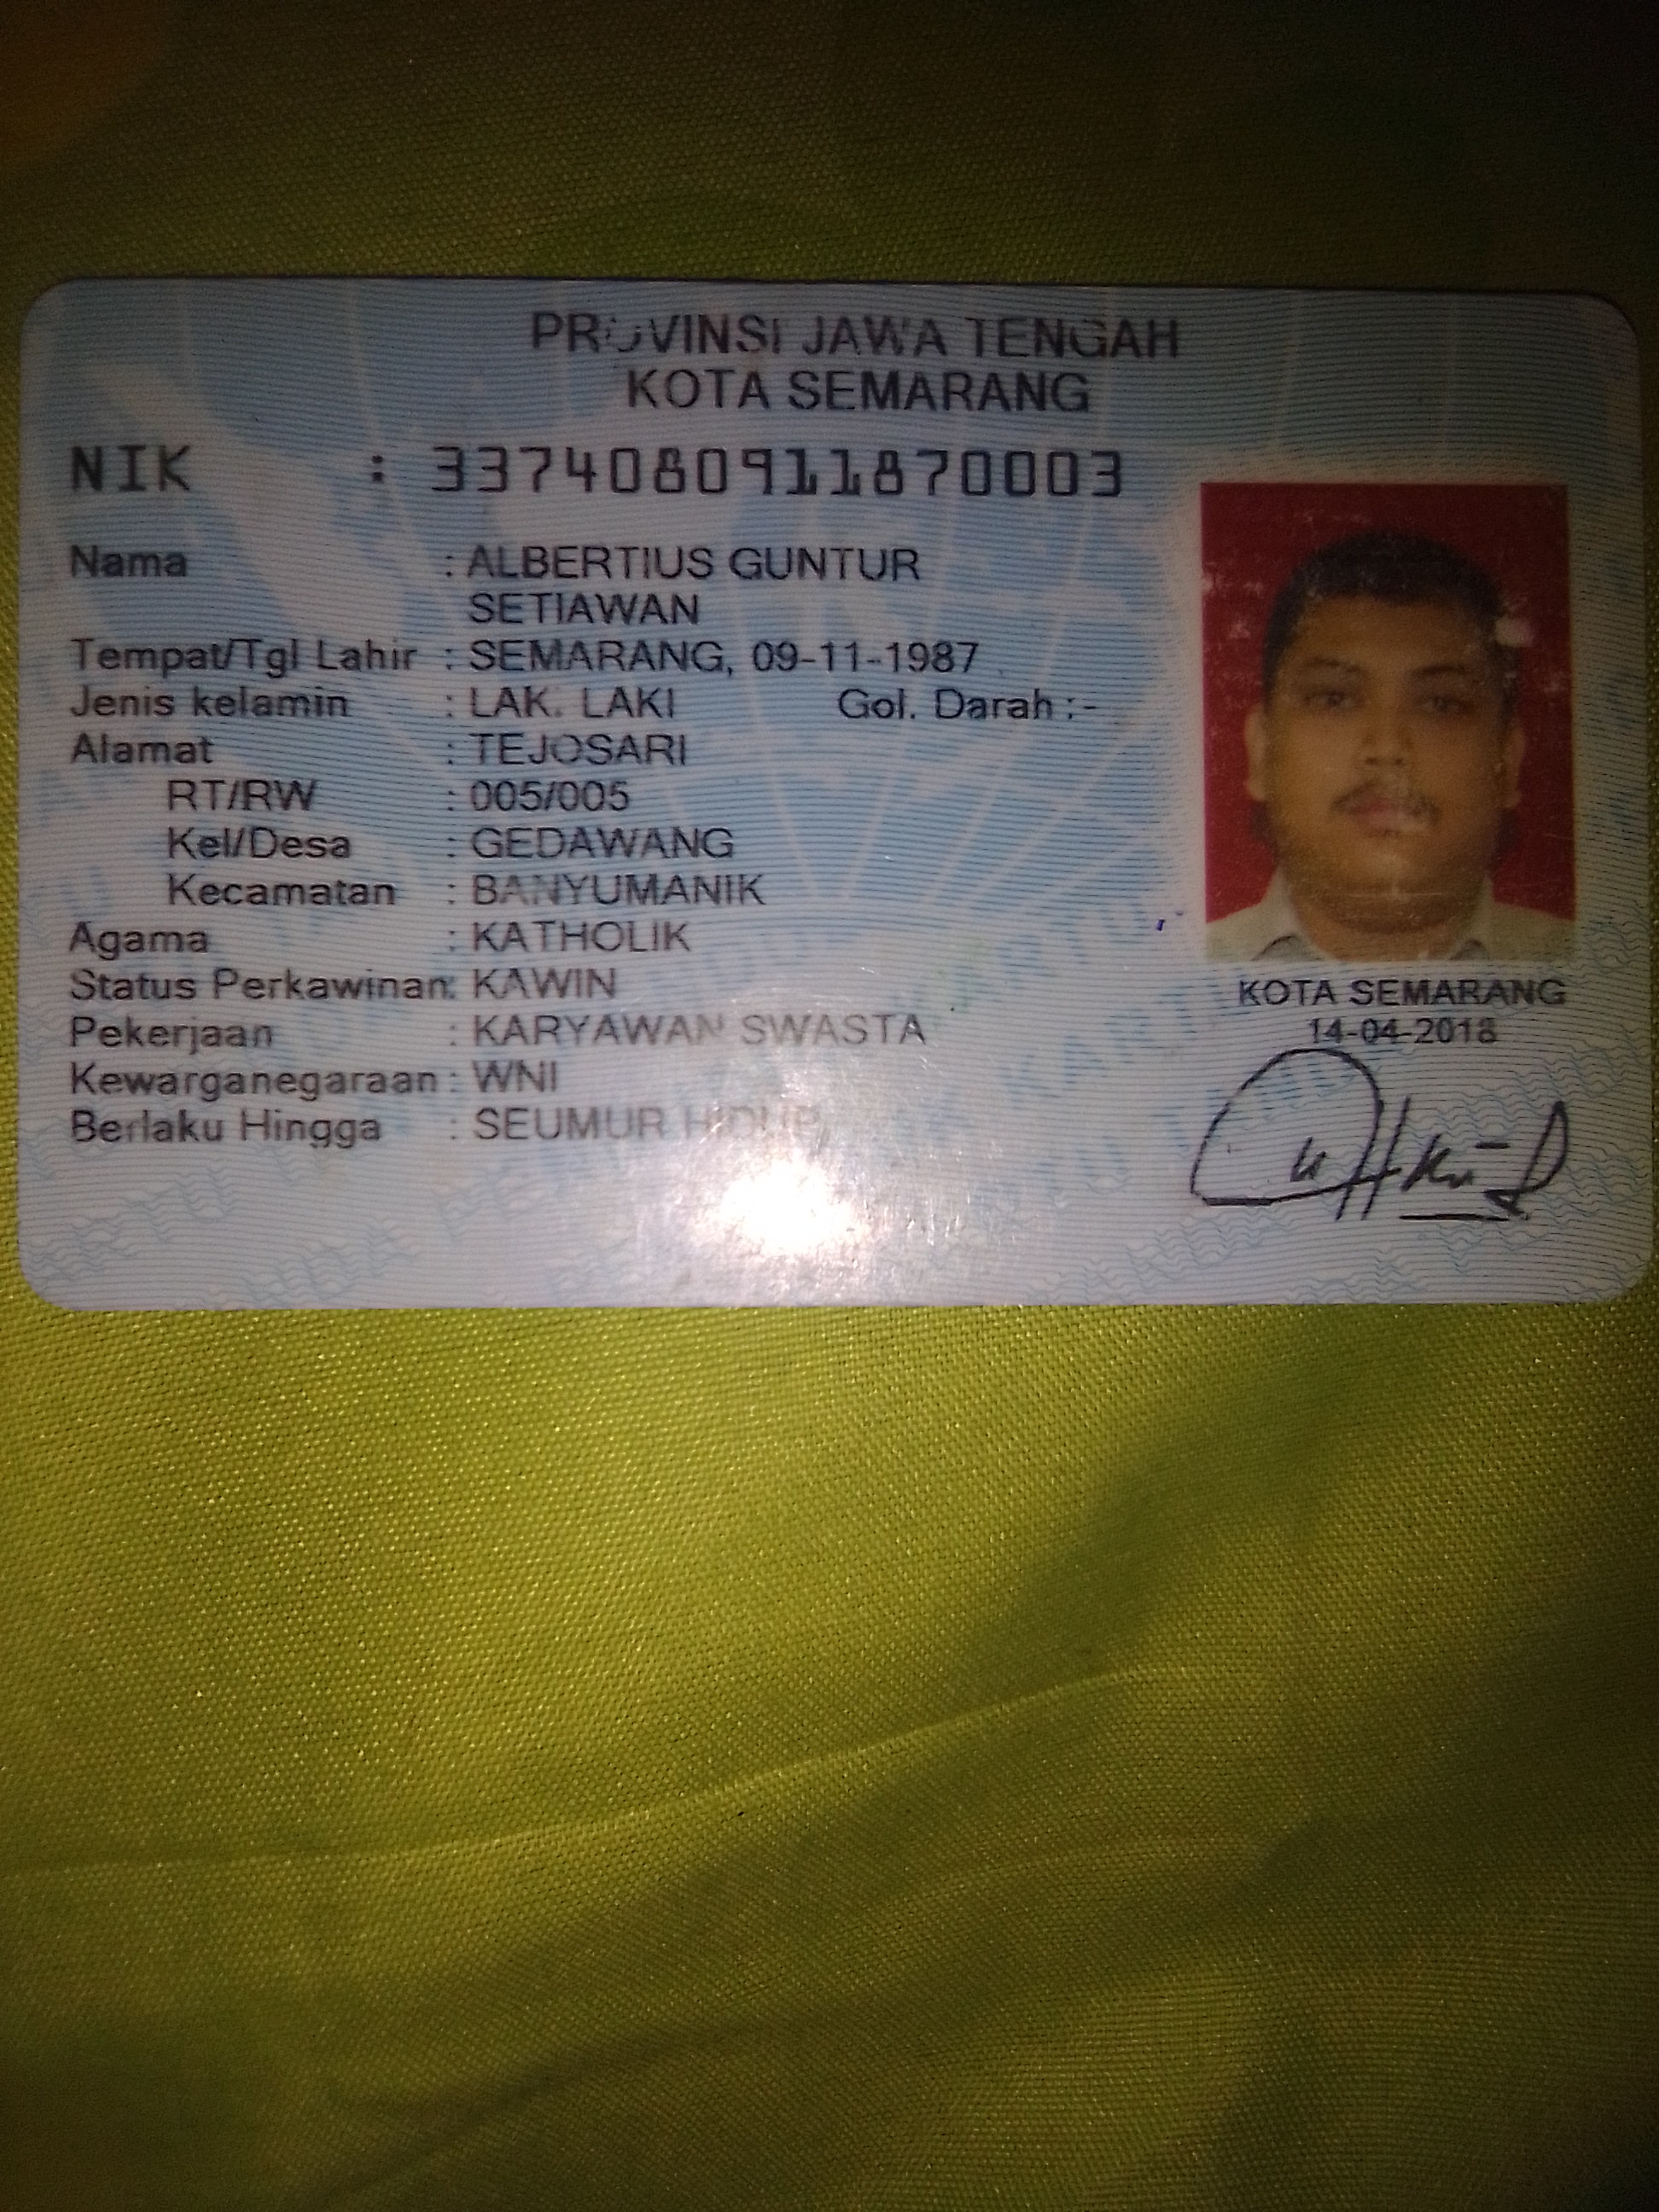 PROVINSI JAWA TENGAH
KOTA SEMARANG
NIK : 3374080911870003
Nama : ALBERTIUS GUNTUR
SETIAWAN
Tempat/Tgl Lahir : SEMARANG, 09-11-1987
Jenis kelamin : LAKI-LAKI Gol. Darah : -
Alamat : TEJOSARI
RT/RW : 005/005
Kel/Desa : GEDAWANG
Kecamatan : BANYUMANIK
Agama : KATHOLIK
Status Perkawinan: KAWIN
Pekerjaan : KARYAWAN SWASTA
Kewarganegaraan : WNI
Berlaku Hingga : SEUMUR HIDUP
KOTA SEMARANG
14-04-2018